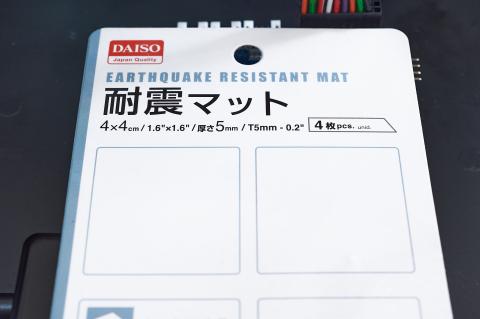 DAISO
Japan Quality
EARTHQUAKE RESISTANT MAT
耐震マット
4×4cm/1.6"×1.6"/厚さ5mm/T5mm - 0.2" 4枚pcs. unid.